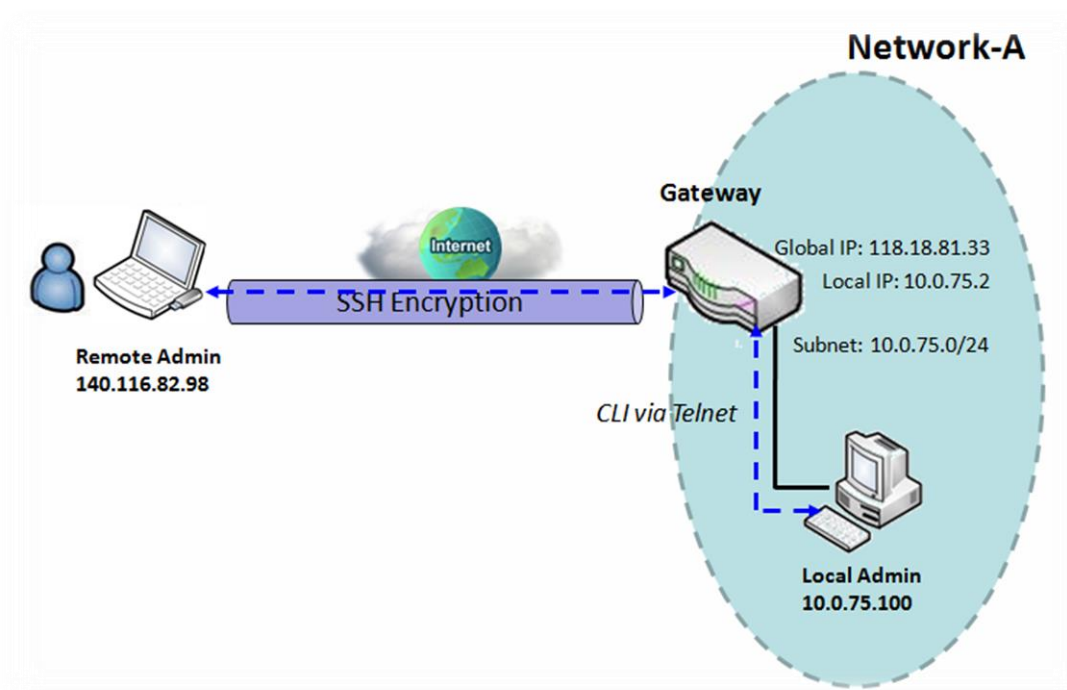 Network-A
Gateway
Global IP: 118.18.81.33
Local IP: 10.0.75.2
Subnet: 10.0.75.0/24
Internet
SSH Encryption
Remote Admin
140.116.82.98
CLI via Telnet
Local Admin
10.0.75.100